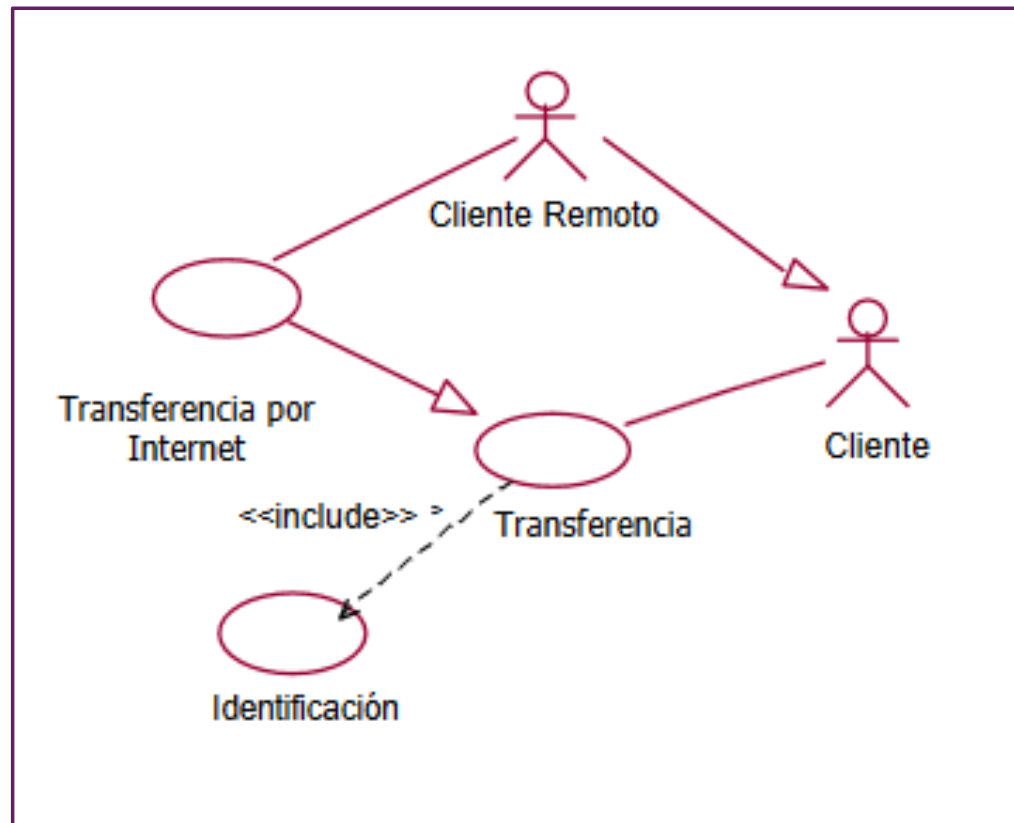 Cliente Remoto
Transferencia por
Internet
Cliente
<<include>>
Transferencia
Identificación